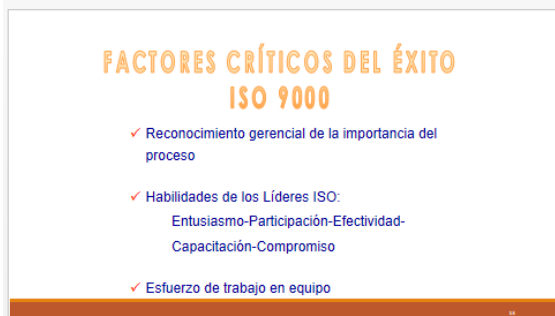 FACTORES CRÍTICOS DEL ÉXITO
ISO 9000
✓ Reconocimiento gerencial de la importancia del
proceso
✓ Habilidades de los Líderes ISO:
Entusiasmo-Participación-Efectividad-
Capacitación-Compromiso
✓ Esfuerzo de trabajo en equipo